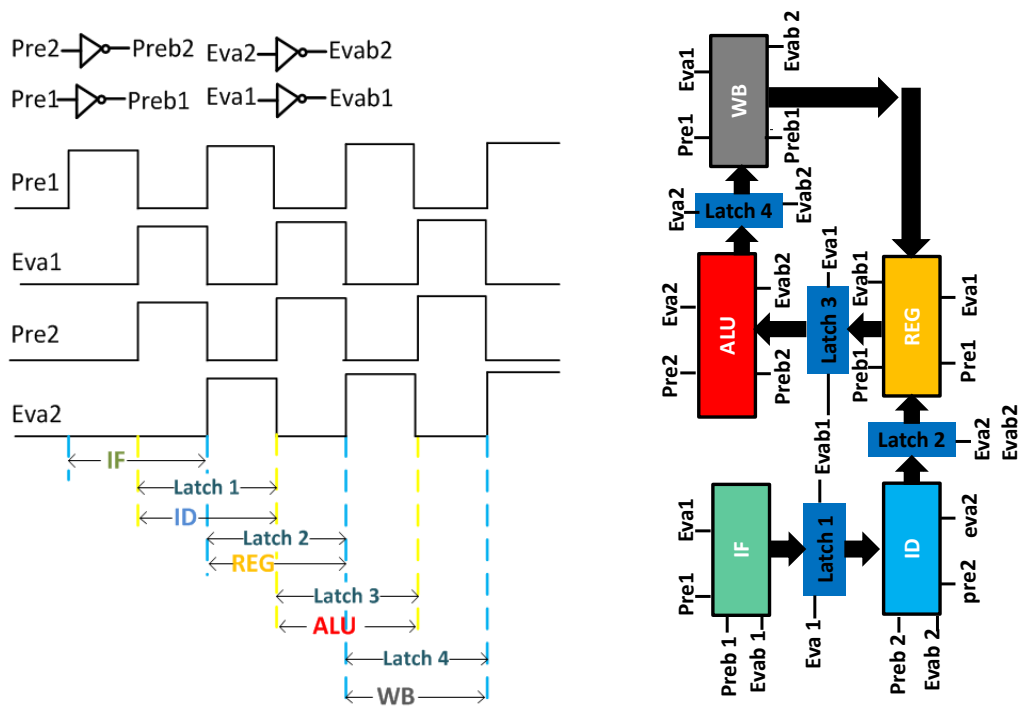 Pre2 Preb2 Eva2 Evab2
Pre1 Preb1 Eva1 Evab1
Pre1
Eva1
Pre2
Eva2
IF
Latch 1
ID
Latch 2
REG
Latch 3
ALU
Latch 4
WB
Eva1
Evab 2
WB
Pre1
Preb1
Eva2
Latch 4
Evab2
Eva1
Eva2
Evab2
ALU
Pre2
Preb2
Latch 3
Evab1
Eva1
REG
Preb1
Pre1
Evab1
Latch 2
Eva2
Evab2
Eva1
IF
Pre1
Preb 1
Evab 1
Latch 1
Eva 1
ID
eva2
pre2
Preb 2
Evab 2